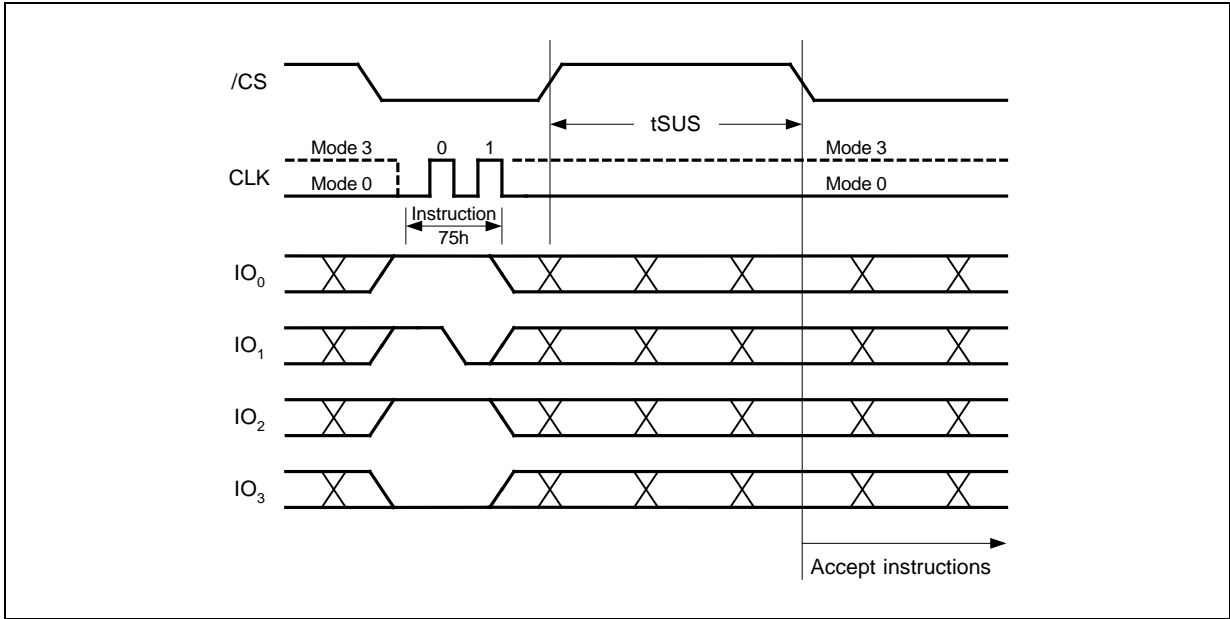 /CS
tSUS
Mode 3 0 1 Mode 3
CLK
Mode 0 Mode 0
Instruction
75h
IO0
IO1
IO2
IO3
Accept instructions